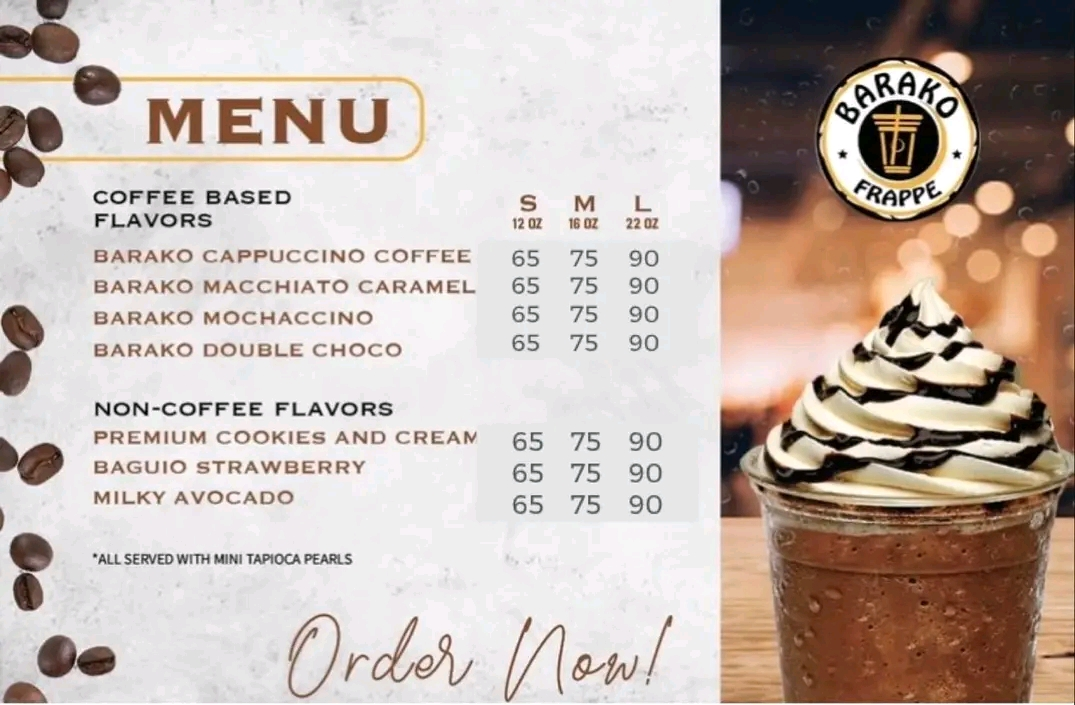 MENU
COFFEE BASED
FLAVORS
S M L
12 OZ 16 OZ 22 OZ
BARAKO CAPPUCCINO COFFEE 65 75 90
BARAKO MACCHIATO CARAMEL 65 75 90
BARAKO MOCHACCINO 65 75 90
BARAKO DOUBLE CHOCO 65 75 90
NON-COFFEE FLAVORS
PREMIUM COOKIES AND CREAM 65 75 90
BAGUIO STRAWBERRY 65 75 90
MILKY AVOCADO 65 75 90
*ALL SERVED WITH MINI TAPIOCA PEARLS
Order Now!
BARAKO
FRAPPE